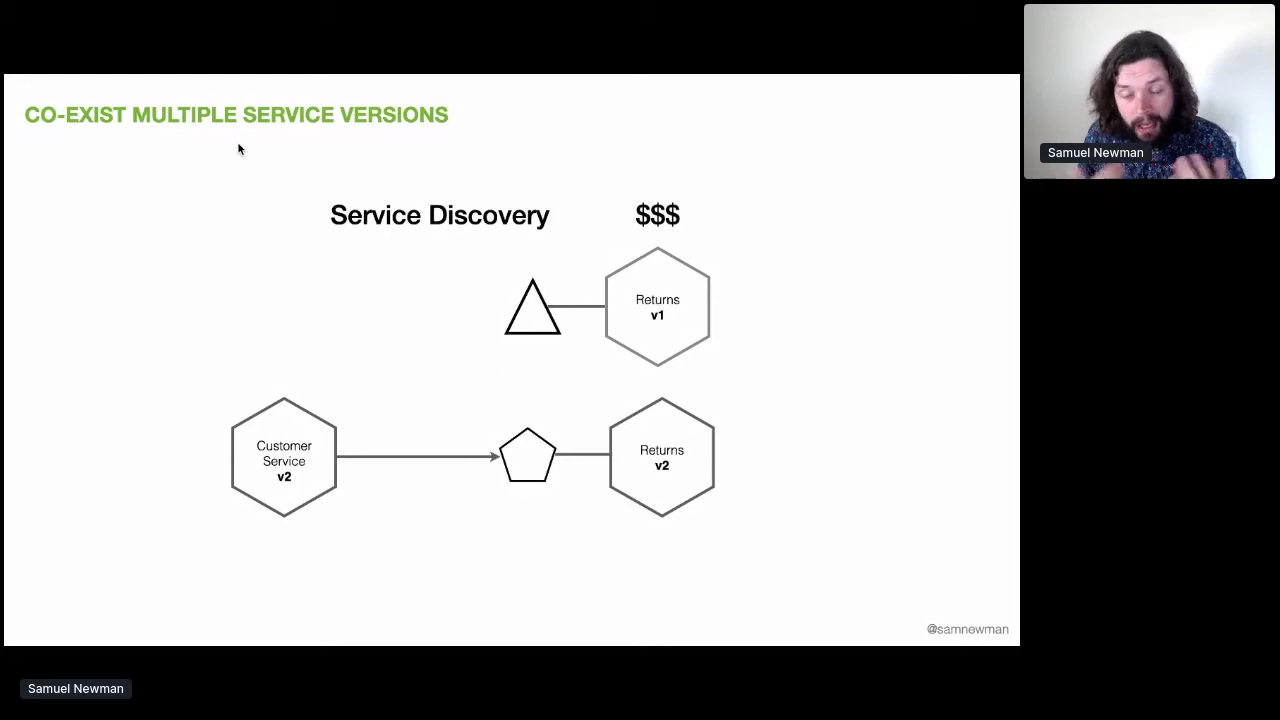 CO-EXIST MULTIPLE SERVICE VERSIONS
Service Discovery
$$$
Returns
v1
Customer
Service
v2
Returns
v2
@samnewman
Samuel Newman
Samuel Newman